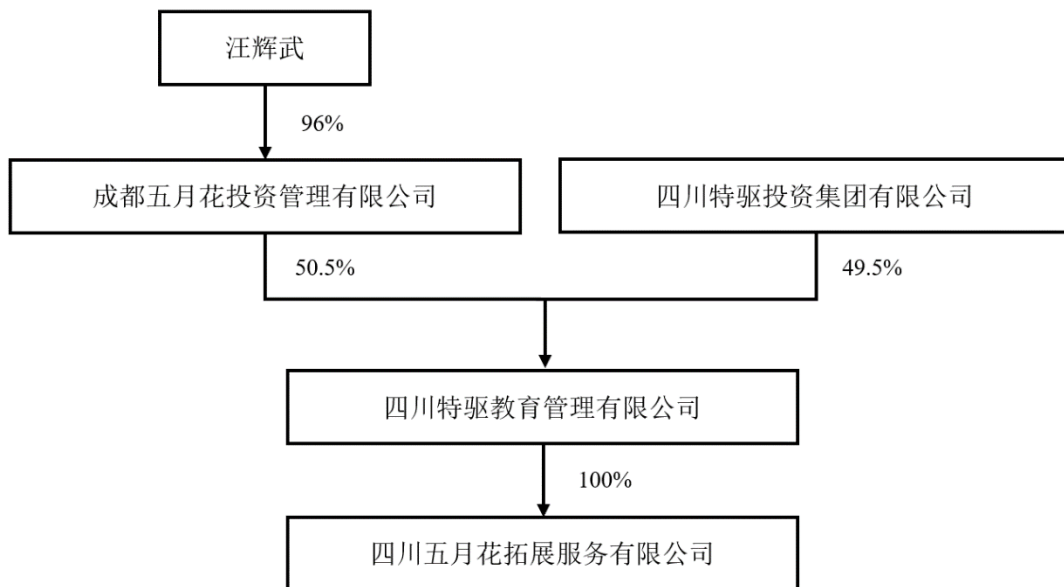 汪辉武
96%
成都五月花投资管理有限公司
四川特驱投资集团有限公司
50.5%
49.5%
四川特驱教育管理有限公司
100%
四川五月花拓展服务有限公司